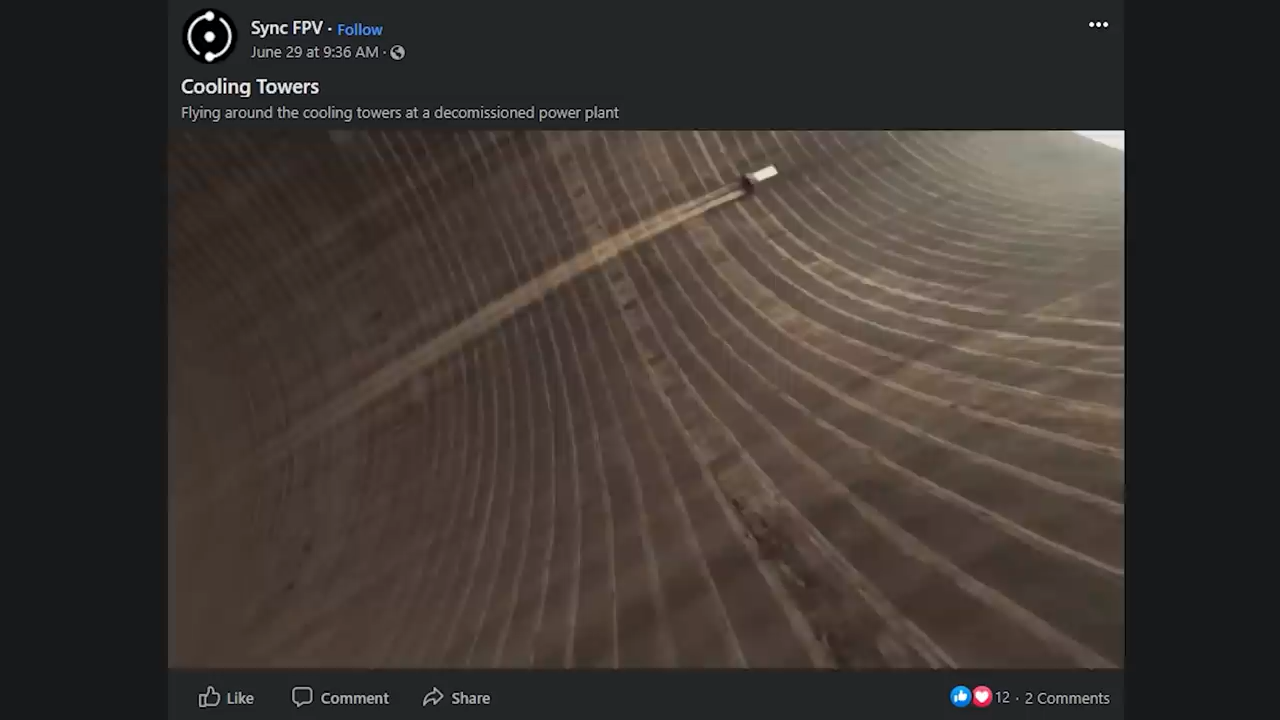 Sync FPV · Follow
June 29 at 9:36 AM ·
Cooling Towers
Flying around the cooling towers at a decomissioned power plant
Like Comment Share 12 · 2 Comments